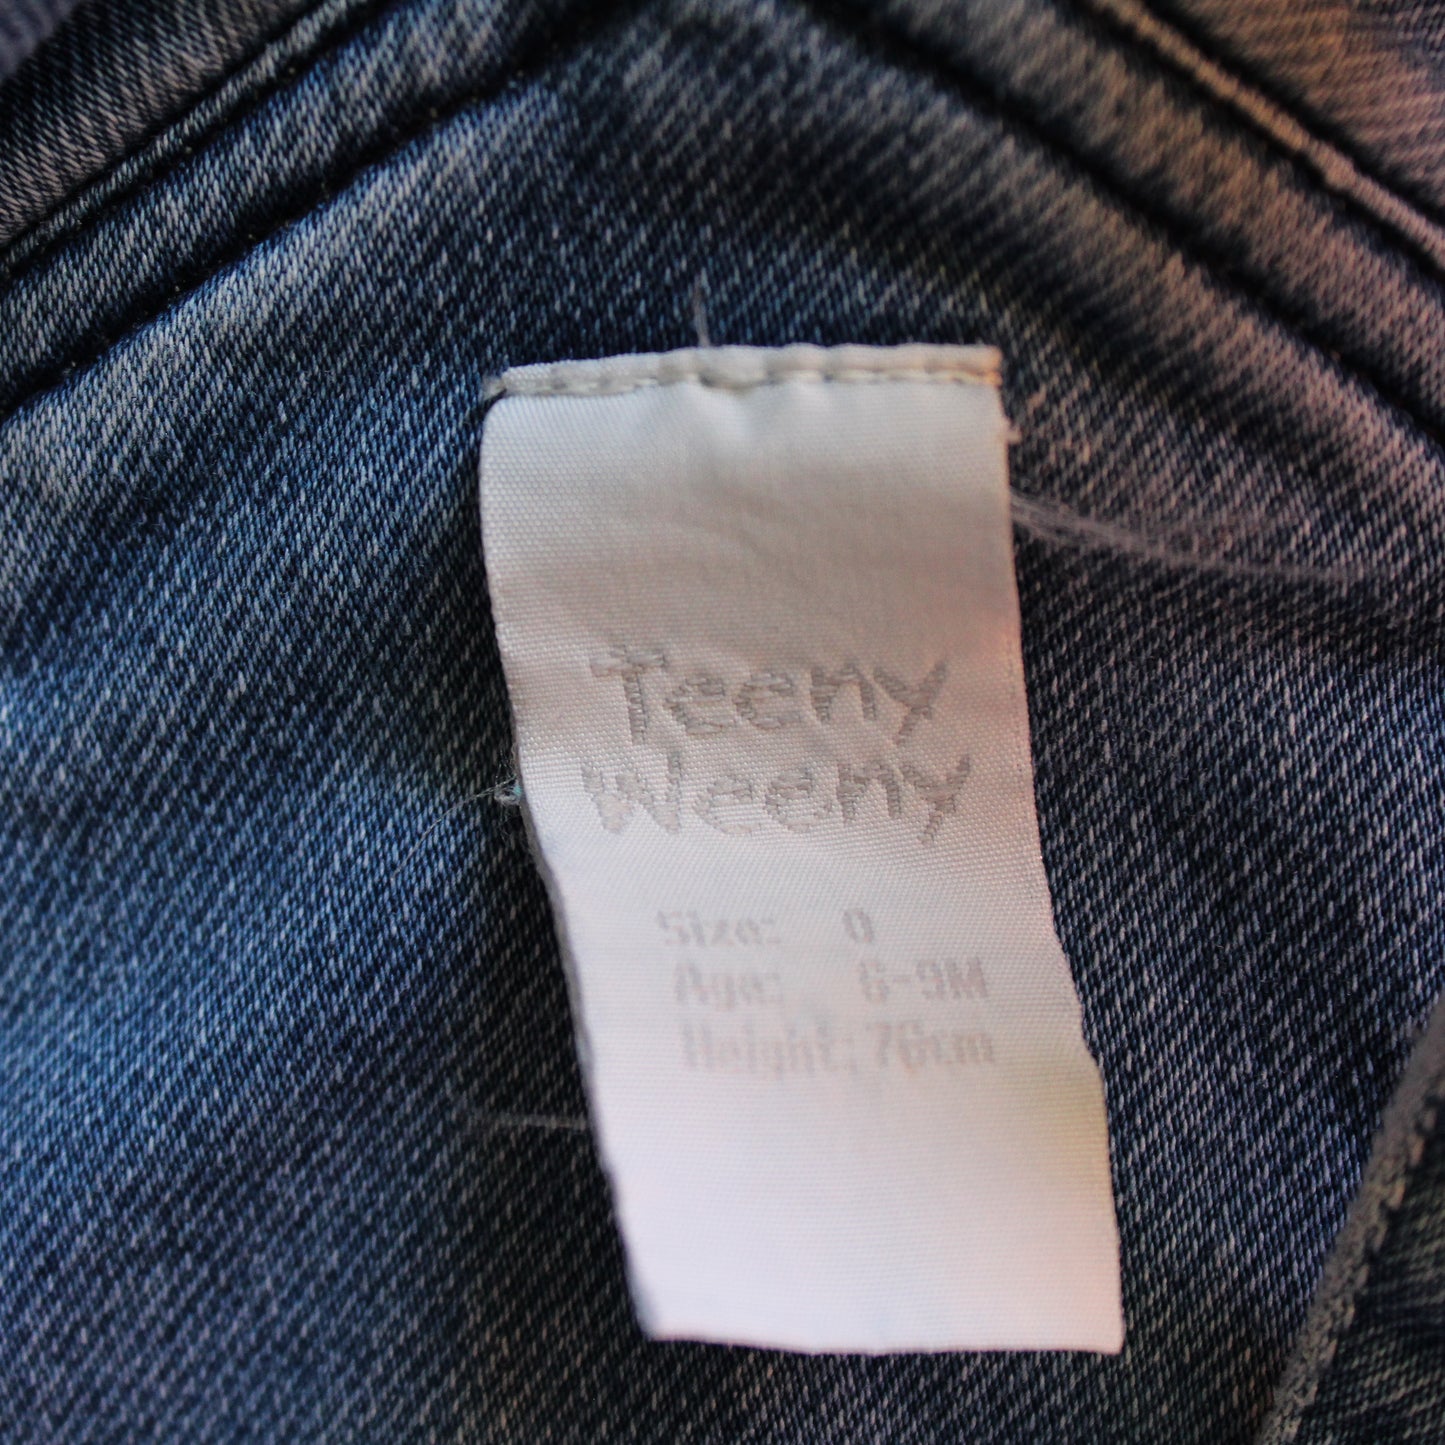 Teeny
Weeny
Size: 0
Age: 6-9M
Height: 76cm